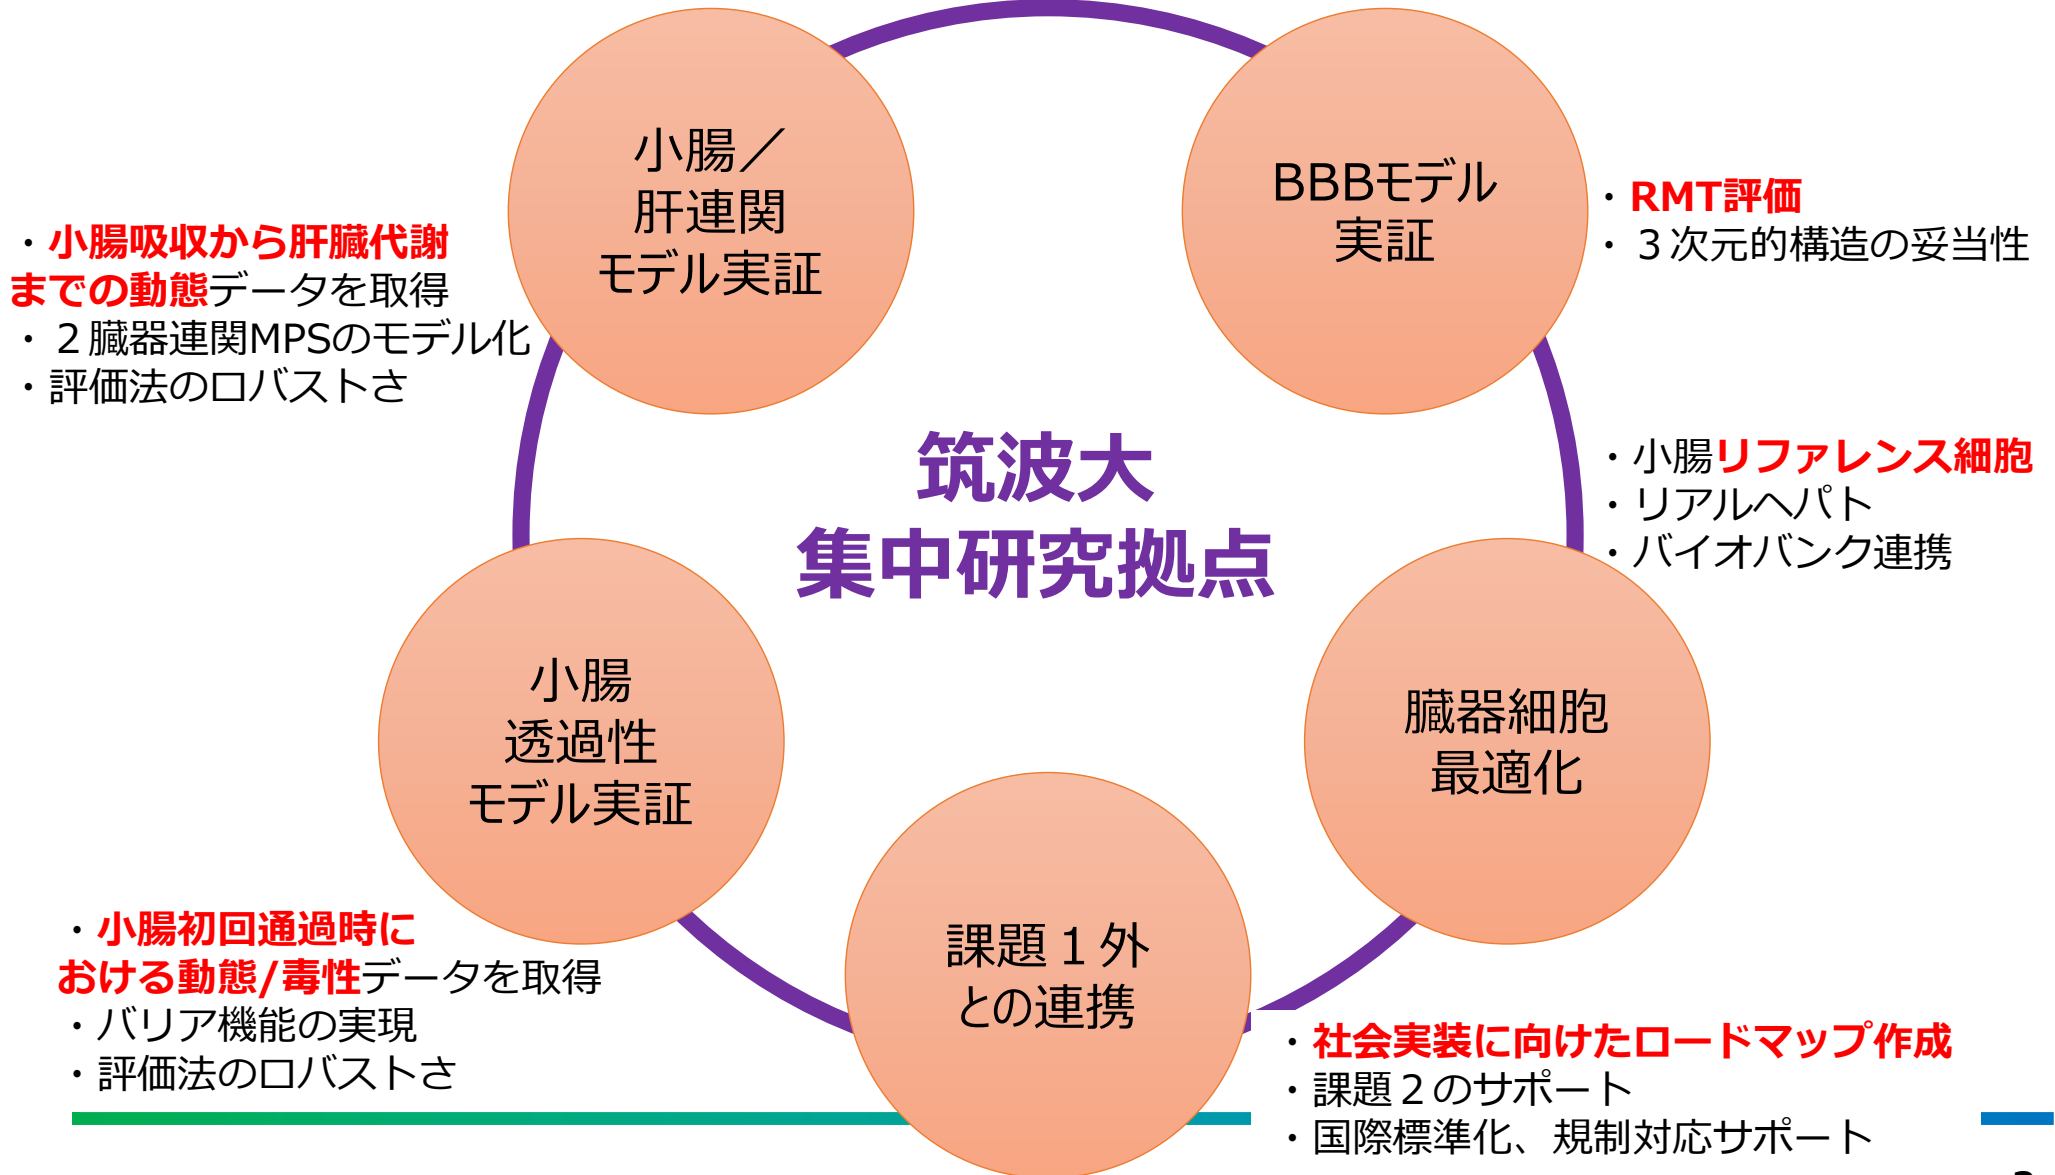 小腸／
肝連関
モデル実証
BBBモデル
実証
・小腸吸収から肝臓代謝
までの動態データを取得
・２臓器連関MPSのモデル化
・評価法のロバストさ
・RMT評価
・３次元的構造の妥当性
筑波大
集中研究拠点
・小腸リファレンス細胞
・リアルヘパト
・バイオバンク連携
小腸
透過性
モデル実証
臓器細胞
最適化
・小腸初回通過時に
おける動態/毒性データを取得
・バリア機能の実現
・評価法のロバストさ
課題１外
との連携
・社会実装に向けたロードマップ作成
・課題２のサポート
・国際標準化、規制対応サポート